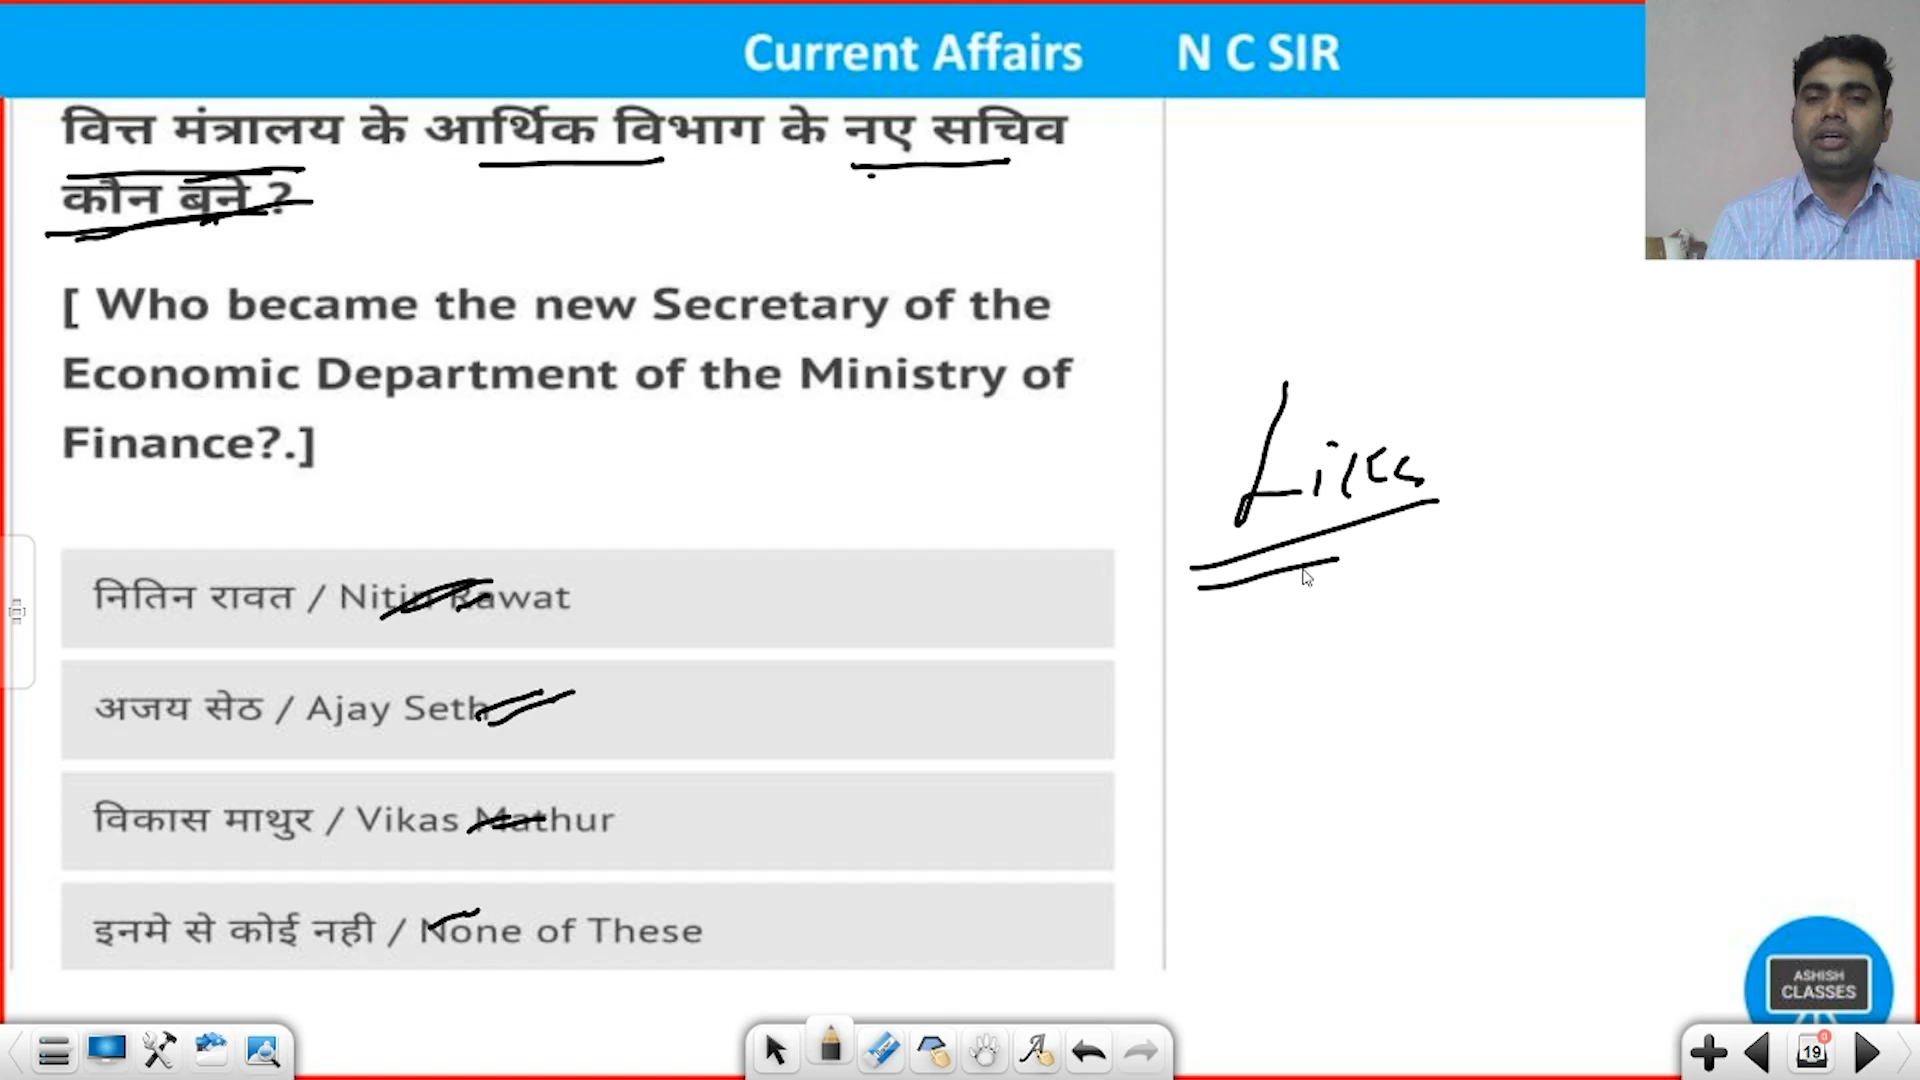 Current Affairs N C SIR
वित्त मंत्रालय के आर्थिक विभाग के नए सचिव
कौन बने ?
[ Who became the new Secretary of the
Economic Department of the Ministry of
Finance?.]
नितिन रावत / Nitin Rawat
अजय सेठ / Ajay Seth
विकास माथुर / Vikas Mathur
इनमे से कोई नही / None of These
ASHISH
CLASSES
19